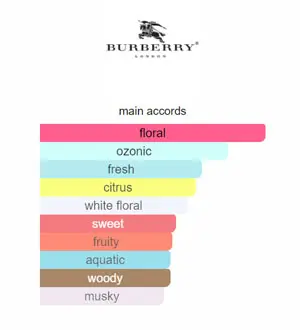 BURBERRY®
LONDON
main accords
floral
ozonic
fresh
citrus
white floral
sweet
fruity
aquatic
woody
musky